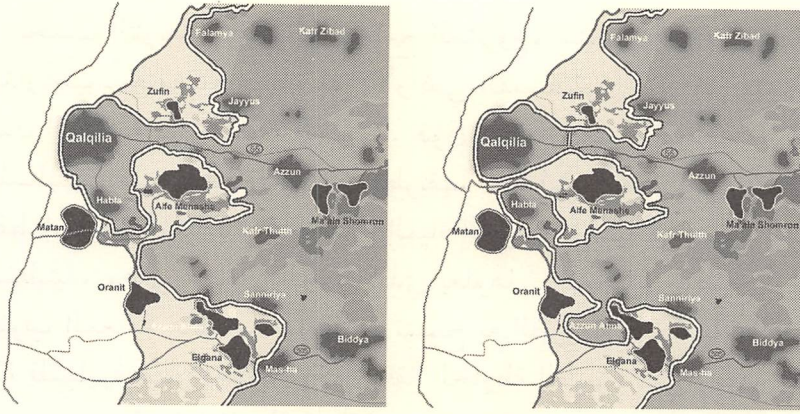 Falamya
Kafr Zibad
Zufin
Jayyus
Qalqilia
Azzun
Habla
Alfe Menashe
Ma'ale Shomron
Matan
Kafr Thulth
Oranit
Sanniriya
Biddya
Elqana
Mas-ha
Falamya
Kafr Zibad
Zufin
Jayyus
Qalqilia
Azzun
Habla
Alfe Menashe
Ma'ale Shomron
Matan
Kafr Thulth
Oranit
Sanniriya
Azzun Atma
Biddya
Elqana
Mas-ha